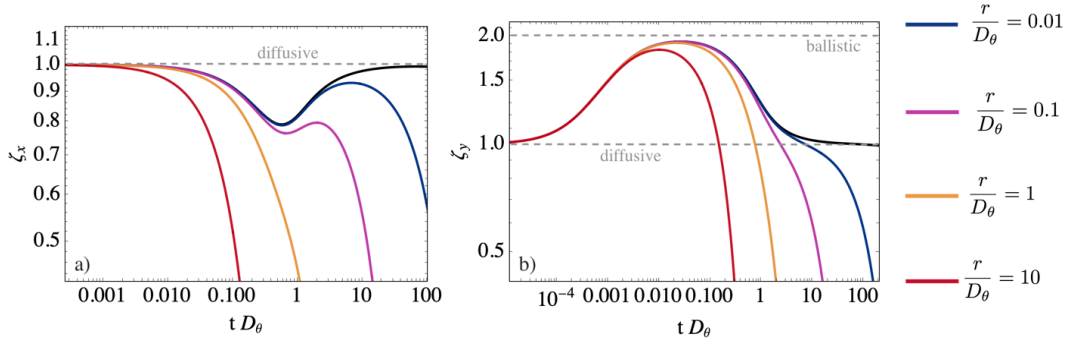 1.1
1.0
0.9
0.8
0.7
0.6
0.5
ζx
diffusive
a)
0.001
0.010
0.100
1
10
100
t Dθ
2.0
1.5
1.0
0.5
ζy
ballistic
diffusive
b)
10⁻⁴
0.001
0.010
0.100
1
10
100
t Dθ
r/Dθ = 0.01
r/Dθ = 0.1
r/Dθ = 1
r/Dθ = 10